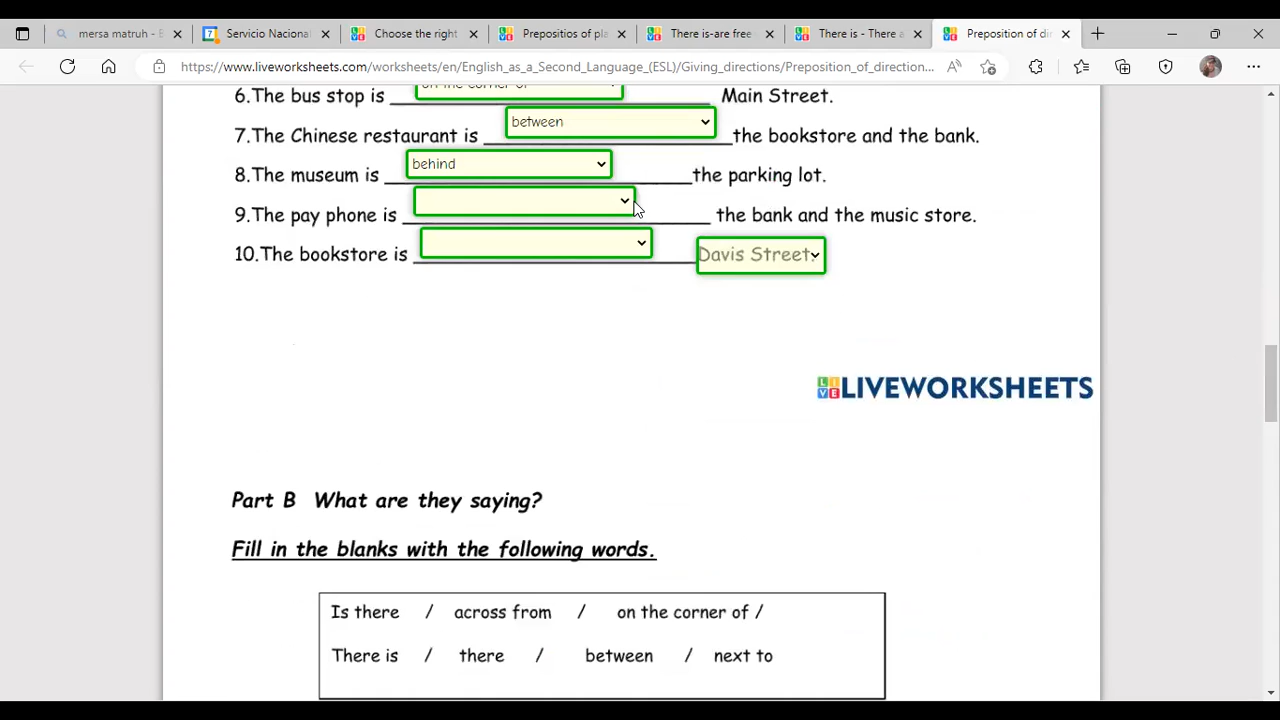 mersa matruh - B
Servicio Nacional
Choose the right
Prepositios of pla
There is-are free
There is - There a
Preposition of di
https://www.liveworksheets.com/worksheets/en/English_as_a_Second_Language_(ESL)/Giving_directions/Preposition_of_direction...
6.The bus stop is on the corner of Main Street.
7.The Chinese restaurant is between the bookstore and the bank.
8.The museum is behind the parking lot.
9.The pay phone is the bank and the music store.
10.The bookstore is Davis Street.
LIVEWORKSHEETS
Part B What are they saying?
Fill in the blanks with the following words.
Is there / across from / on the corner of /
There is / there / between / next to